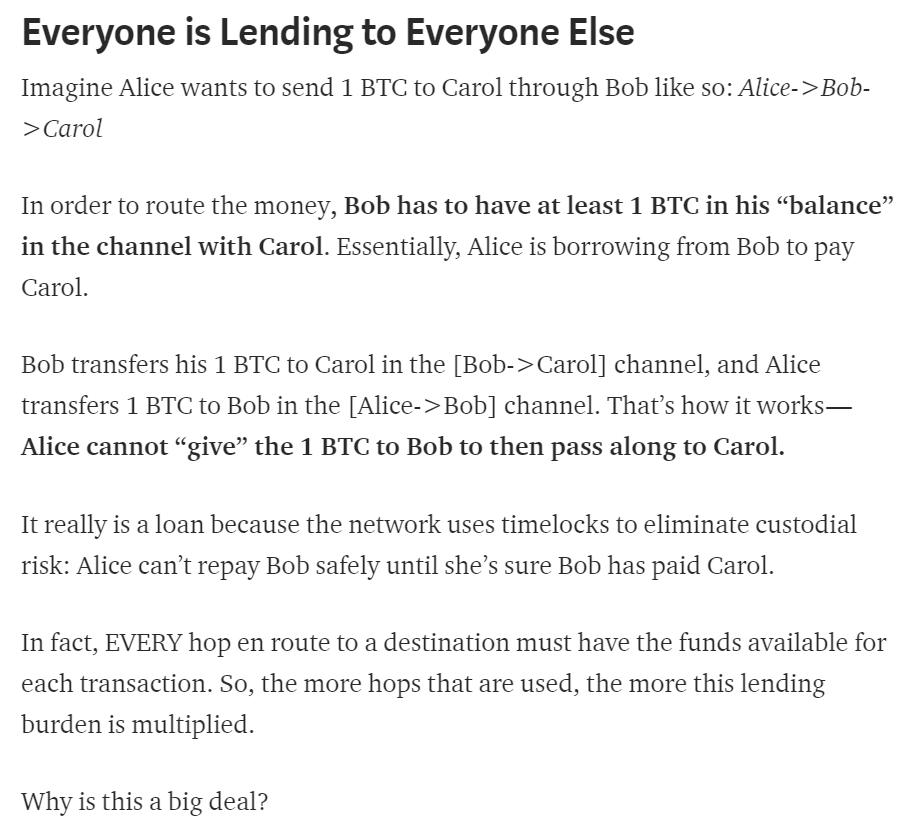 Everyone is Lending to Everyone Else
Imagine Alice wants to send 1 BTC to Carol through Bob like so: Alice->Bob-
>Carol
In order to route the money, Bob has to have at least 1 BTC in his “balance”
in the channel with Carol. Essentially, Alice is borrowing from Bob to pay
Carol.
Bob transfers his 1 BTC to Carol in the [Bob->Carol] channel, and Alice
transfers 1 BTC to Bob in the [Alice->Bob] channel. That’s how it works—
Alice cannot “give” the 1 BTC to Bob to then pass along to Carol.
It really is a loan because the network uses timelocks to eliminate custodial
risk: Alice can’t repay Bob safely until she’s sure Bob has paid Carol.
In fact, EVERY hop en route to a destination must have the funds available for
each transaction. So, the more hops that are used, the more this lending
burden is multiplied.
Why is this a big deal?